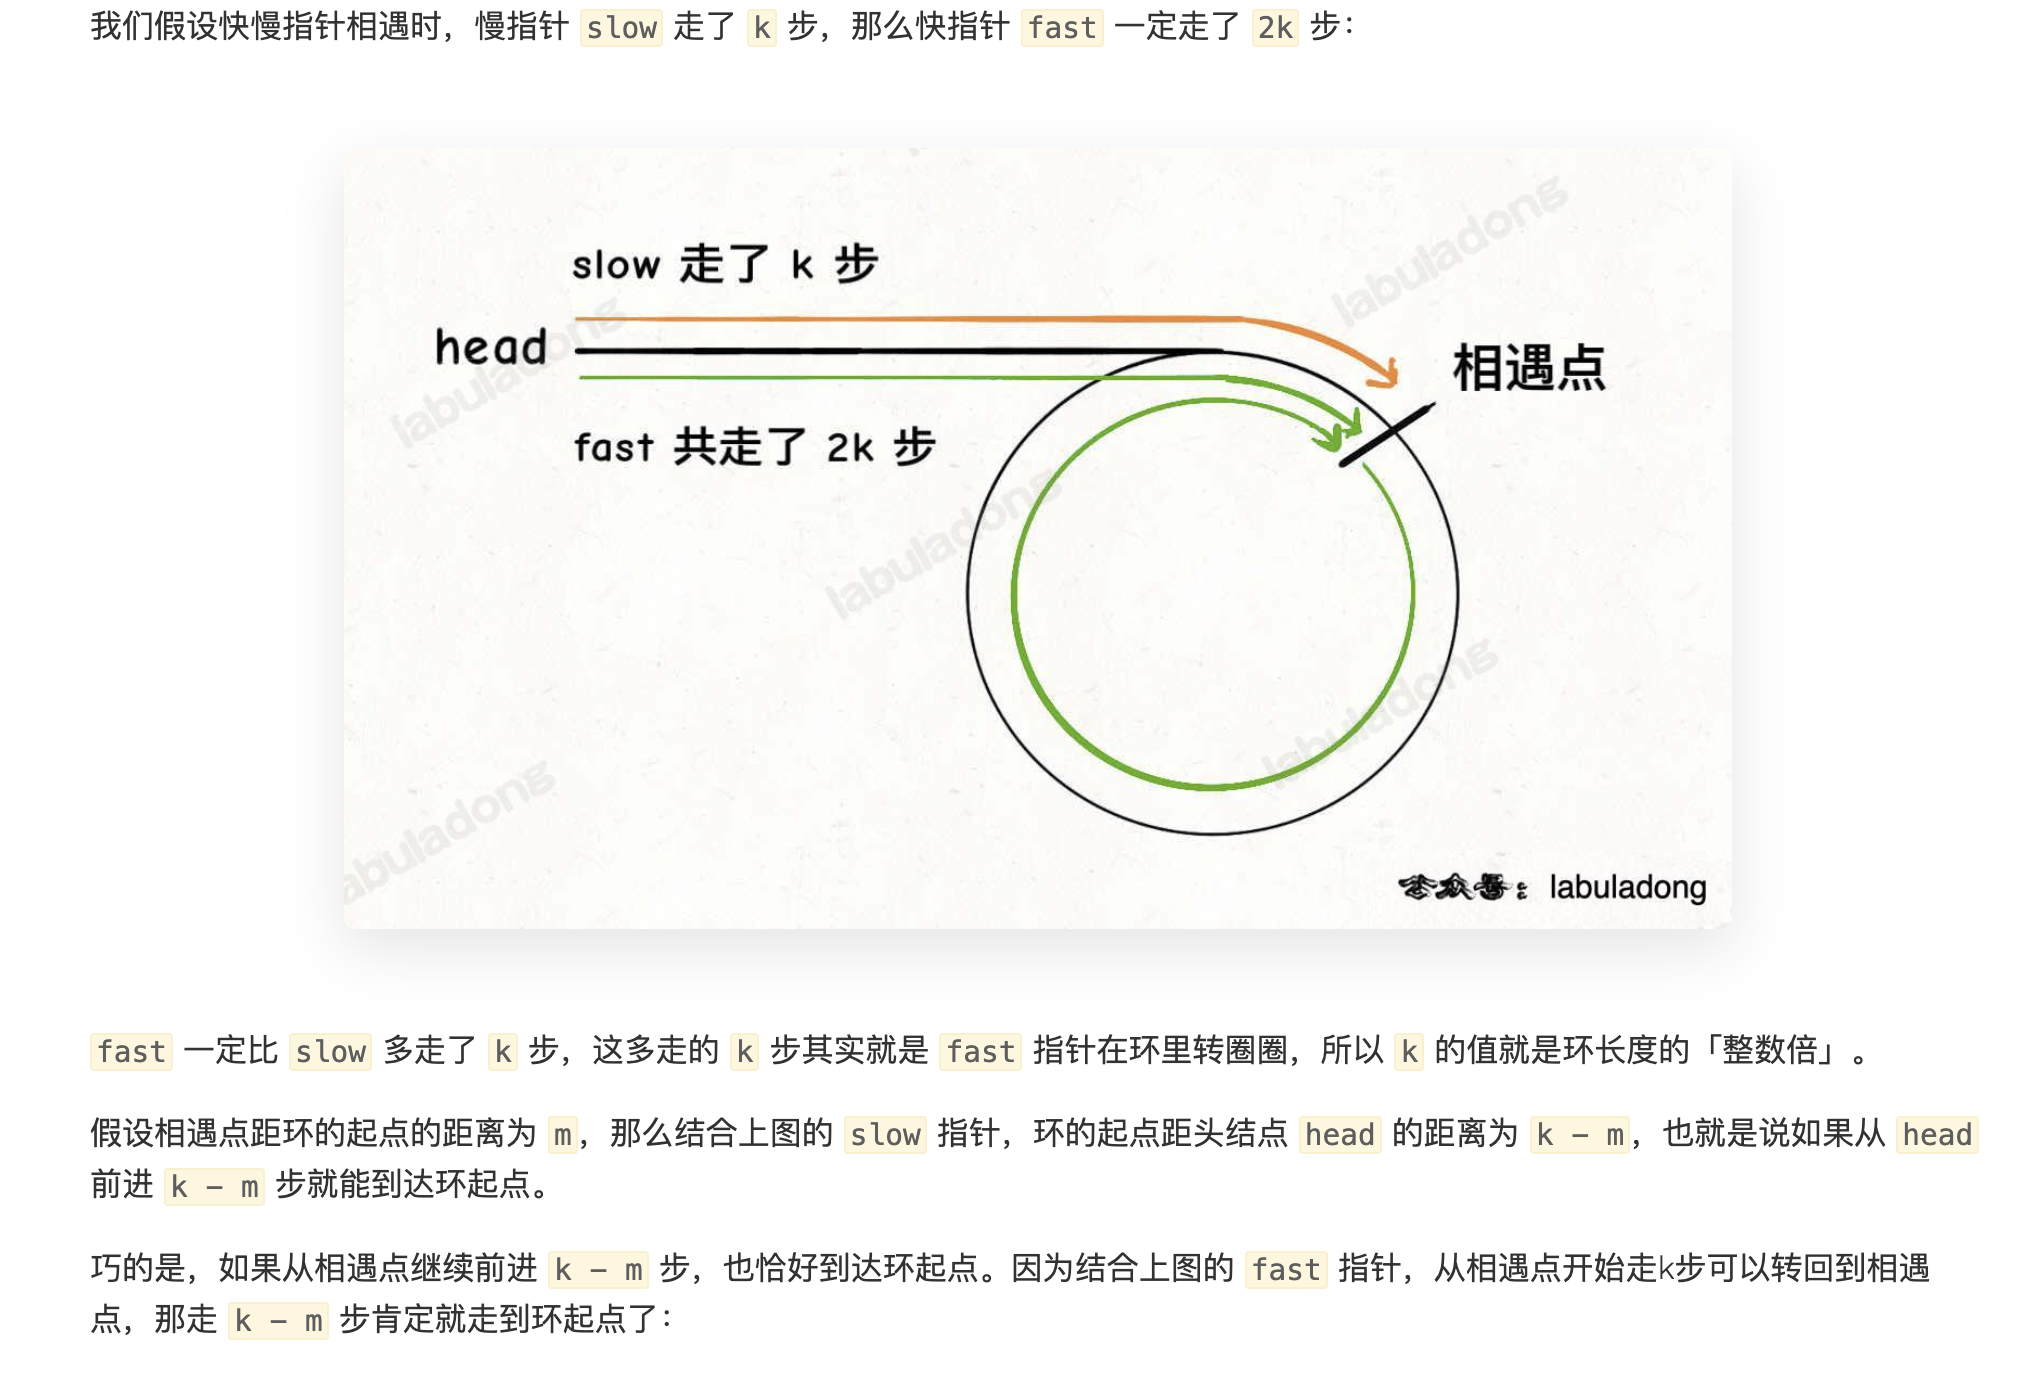 我们假设快慢指针相遇时，慢指针 slow 走了 k 步，那么快指针 fast 一定走了 2k 步：
labuladong
slow 走了 k 步
labuladong
head
相遇点
labuladong
fast 共走了 2k 步
labuladong
labuladong
abuladong
公众号：labuladong
fast 一定比 slow 多走了 k 步，这多走的 k 步其实就是 fast 指针在环里转圈圈，所以 k 的值就是环长度的「整数倍」。
假设相遇点距环的起点的距离为 m，那么结合上图的 slow 指针，环的起点距头结点 head 的距离为 k - m，也就是说如果从 head
前进 k - m 步就能到达环起点。
巧的是，如果从相遇点继续前进 k - m 步，也恰好到达环起点。因为结合上图的 fast 指针，从相遇点开始走k步可以转回到相遇
点，那走 k - m 步肯定就走到环起点了：